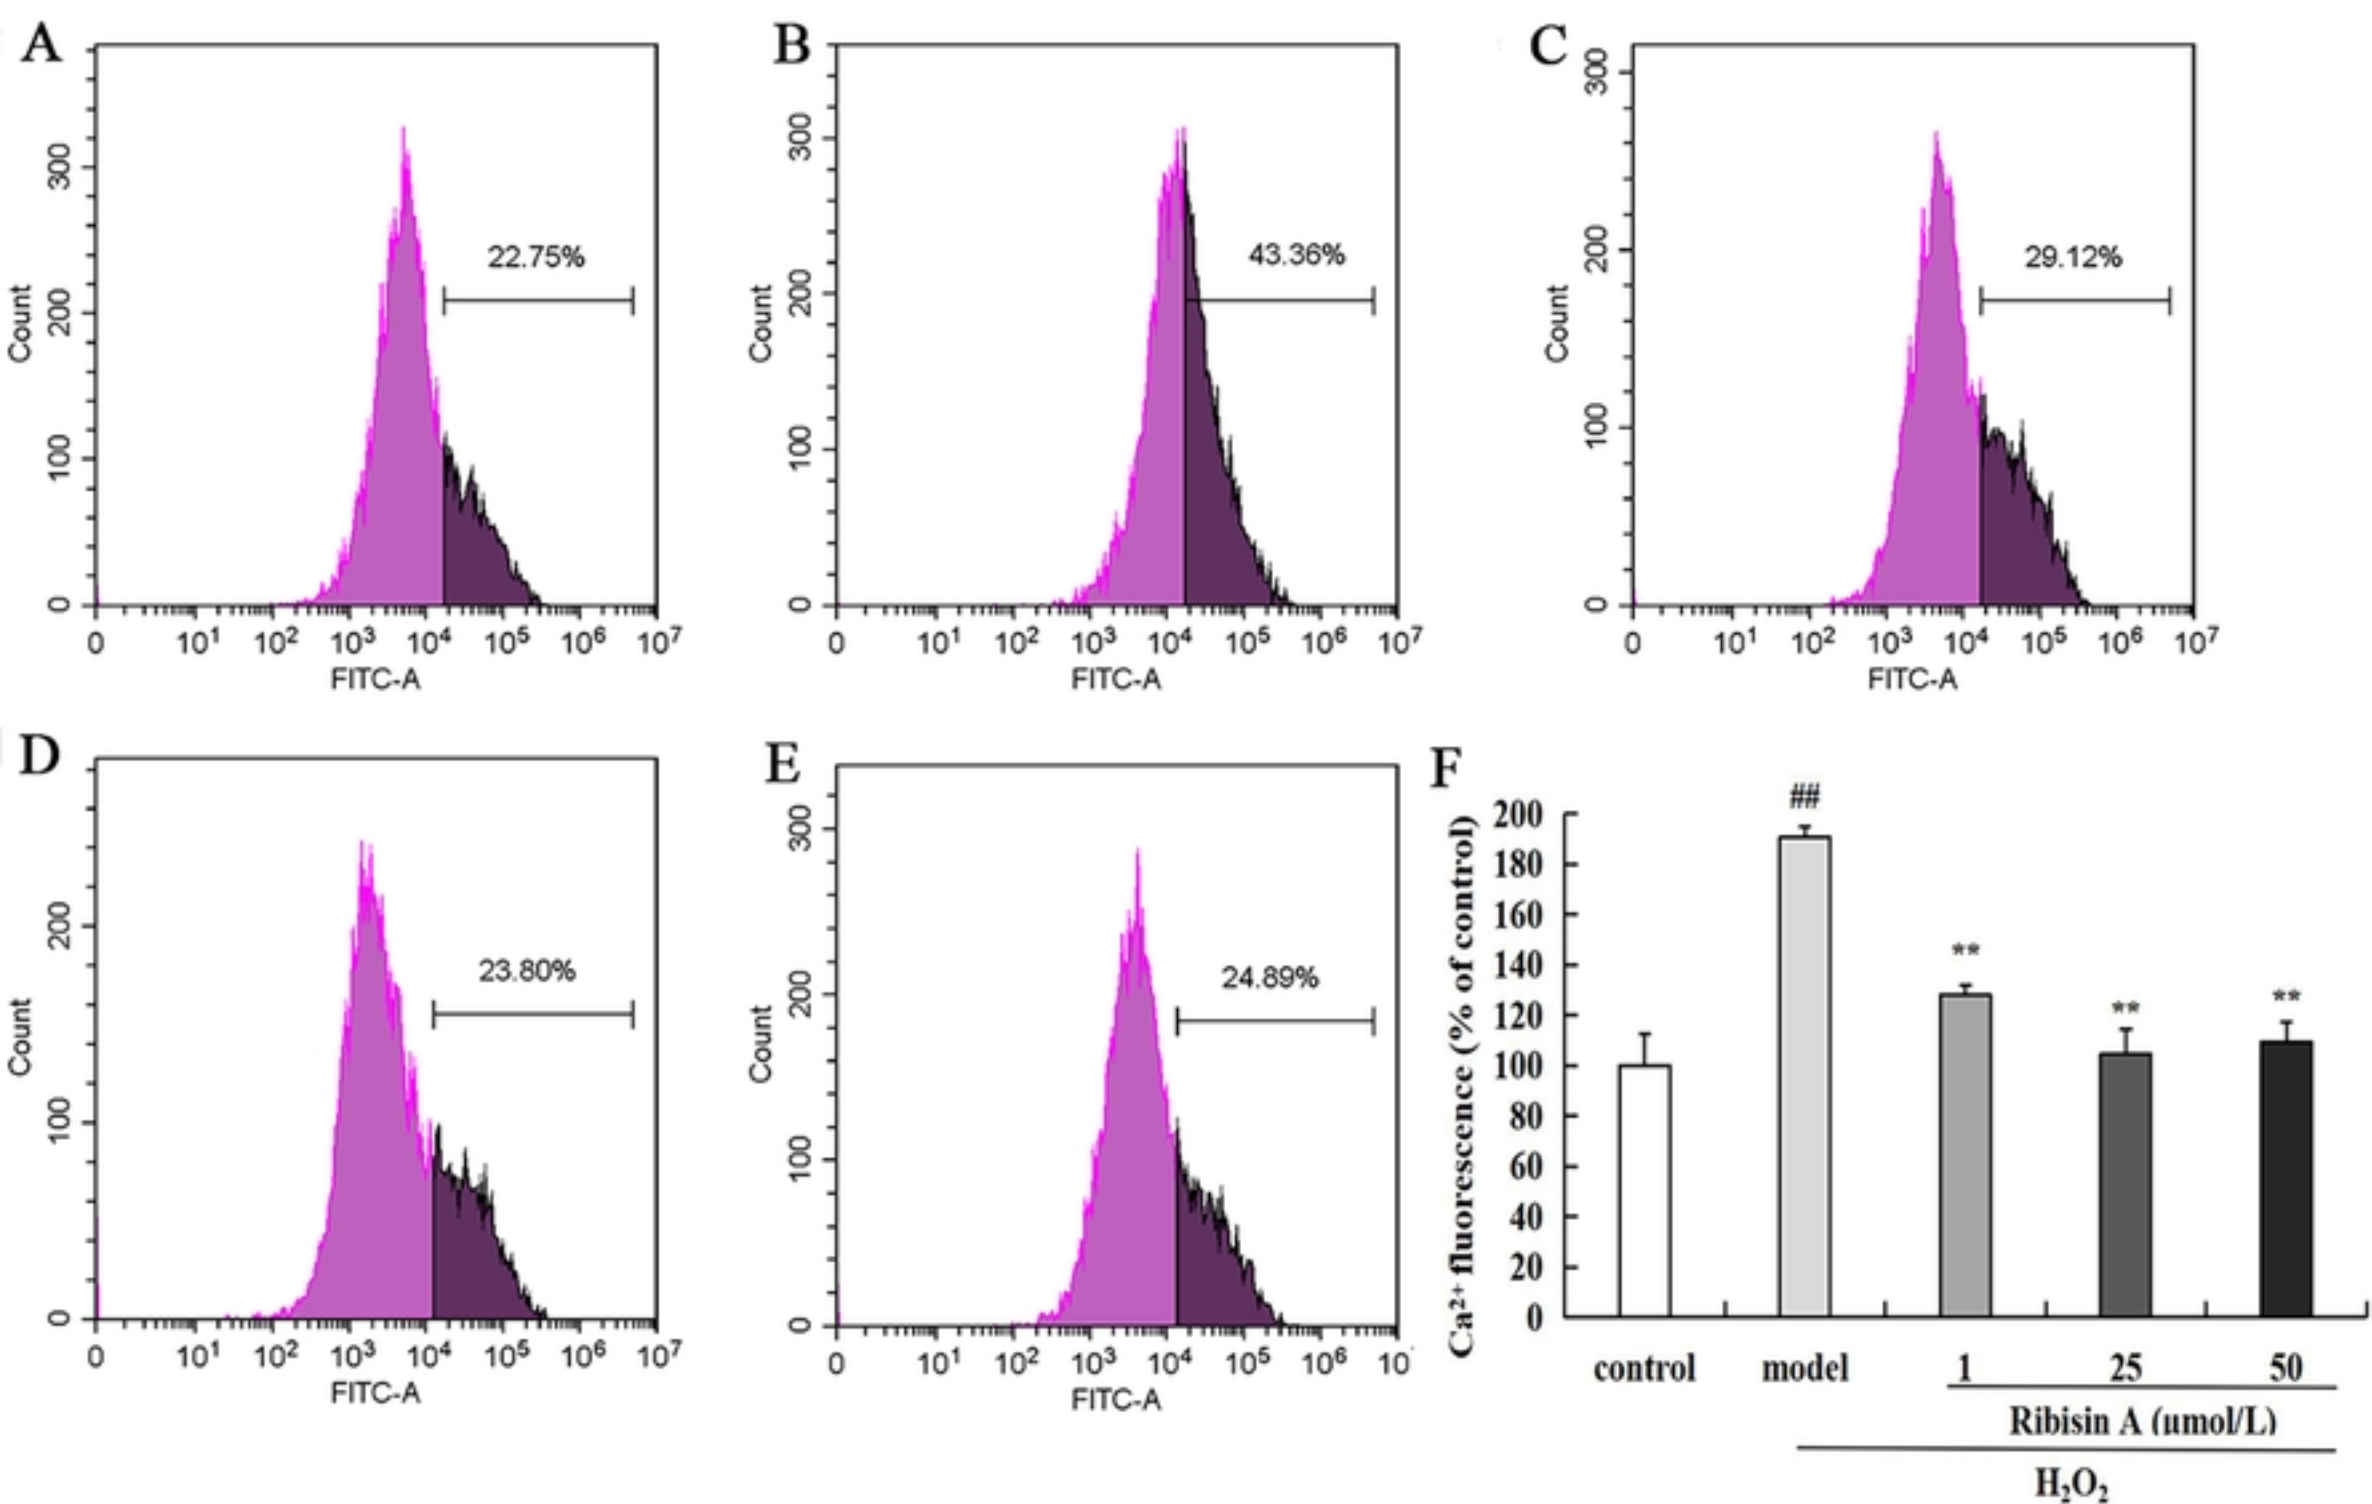 A
Count
300
200
100
0
22.75%
0 10¹ 10² 10³ 10⁴ 10⁵ 10⁶ 10⁷
FITC-A
B
Count
300
200
100
0
43.36%
0 10¹ 10² 10³ 10⁴ 10⁵ 10⁶ 10⁷
FITC-A
C
Count
300
200
100
0
29.12%
0 10¹ 10² 10³ 10⁴ 10⁵ 10⁶ 10⁷
FITC-A
D
Count
200
100
0
23.80%
0 10¹ 10² 10³ 10⁴ 10⁵ 10⁶ 10⁷
FITC-A
E
Count
300
200
100
0
24.89%
0 10¹ 10² 10³ 10⁴ 10⁵ 10⁶ 10
FITC-A
F
Ca²⁺ fluorescence (% of control)
200
180
160
140
120
100
80
60
40
20
0
##
**
**
**
control model 1 25 50
Ribisin A (μmol/L)
H₂O₂